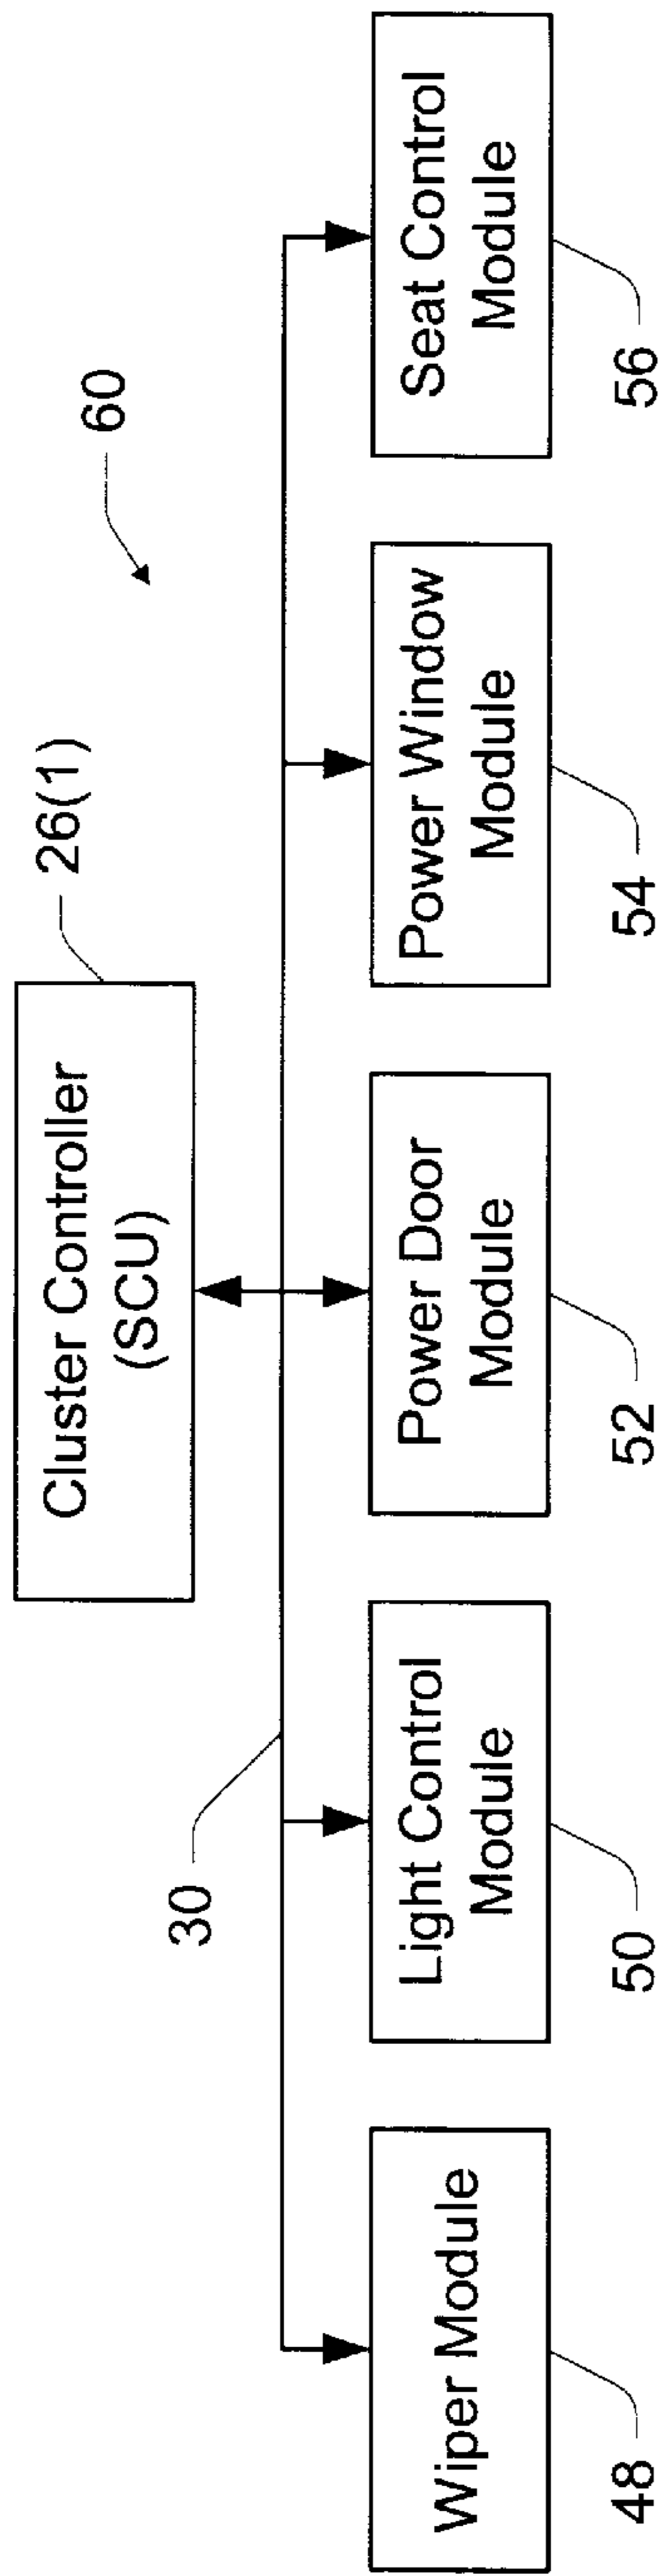 60
26(1)
Cluster Controller
(SCU)
30
Wiper Module
Light Control
Module
Power Door
Module
Power Window
Module
Seat Control
Module
48
50
52
54
56